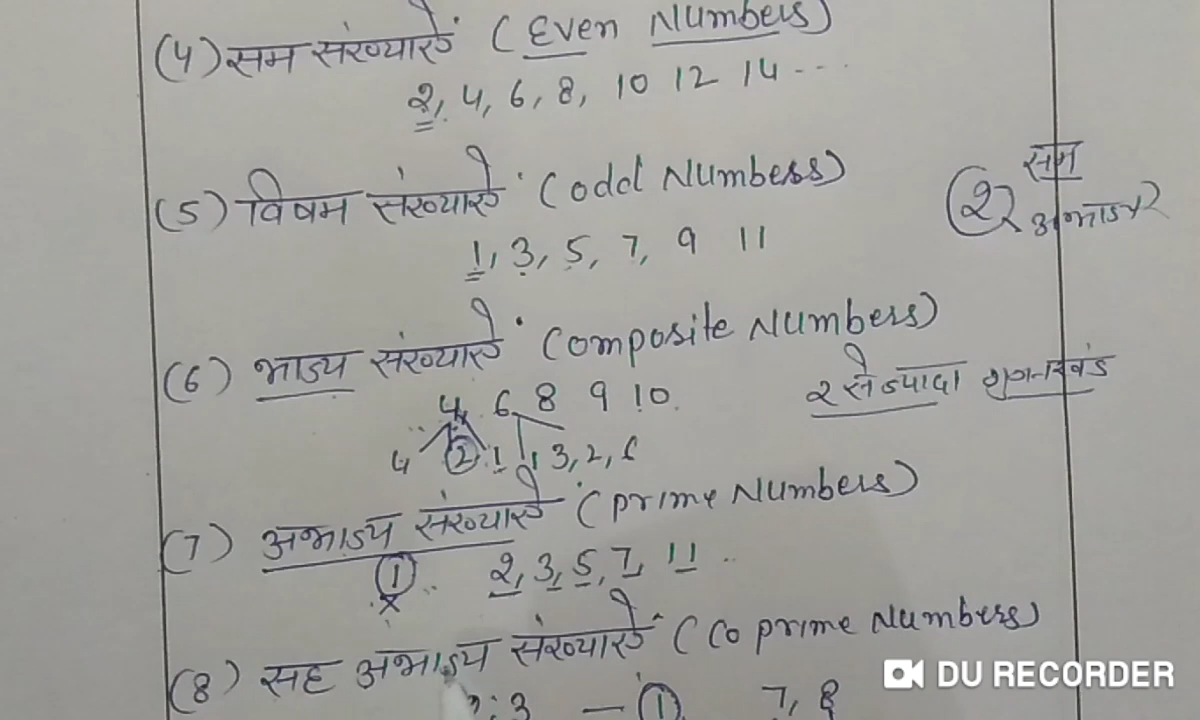 (4) सम संख्याएँ (Even Numbers)
2, 4, 6, 8, 10 12 14 ---
(5) विषम संख्याएँ (odd Numbers)
1, 3, 5, 7, 9 11
सम
2 अभाज्य
(6) भाज्य संख्याएँ (Composite Numbers)
4, 6, 8 9 10
2 से ज्यादा गुणनखंड
4 2 1 1 3, 2, 6
(7) अभाज्य संख्याएँ (prime Numbers)
1 2, 3, 5, 7, 11 ..
x
(8) सह अभाज्य संख्याएँ (Co prime Numbers)
3 — 1 7, 8
DU RECORDER